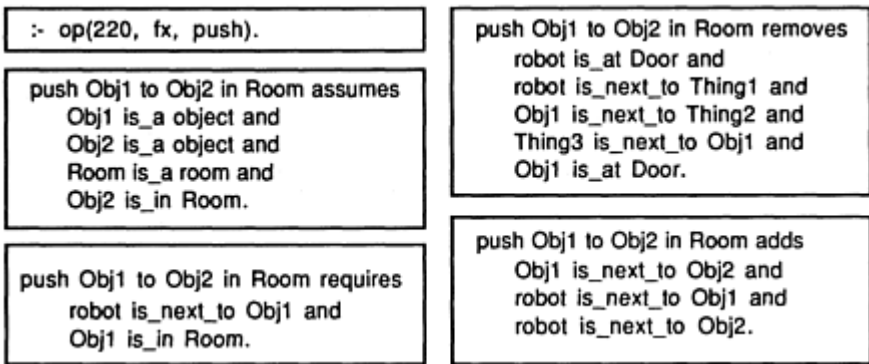 :- op(220, fx, push).
push Obj1 to Obj2 in Room assumes
Obj1 is_a object and
Obj2 is_a object and
Room is_a room and
Obj2 is_in Room.
push Obj1 to Obj2 in Room requires
robot is_next_to Obj1 and
Obj1 is_in Room.
push Obj1 to Obj2 in Room removes
robot is_at Door and
robot is_next_to Thing1 and
Obj1 is_next_to Thing2 and
Thing3 is_next_to Obj1 and
Obj1 is_at Door.
push Obj1 to Obj2 in Room adds
Obj1 is_next_to Obj2 and
robot is_next_to Obj1 and
robot is_next_to Obj2.